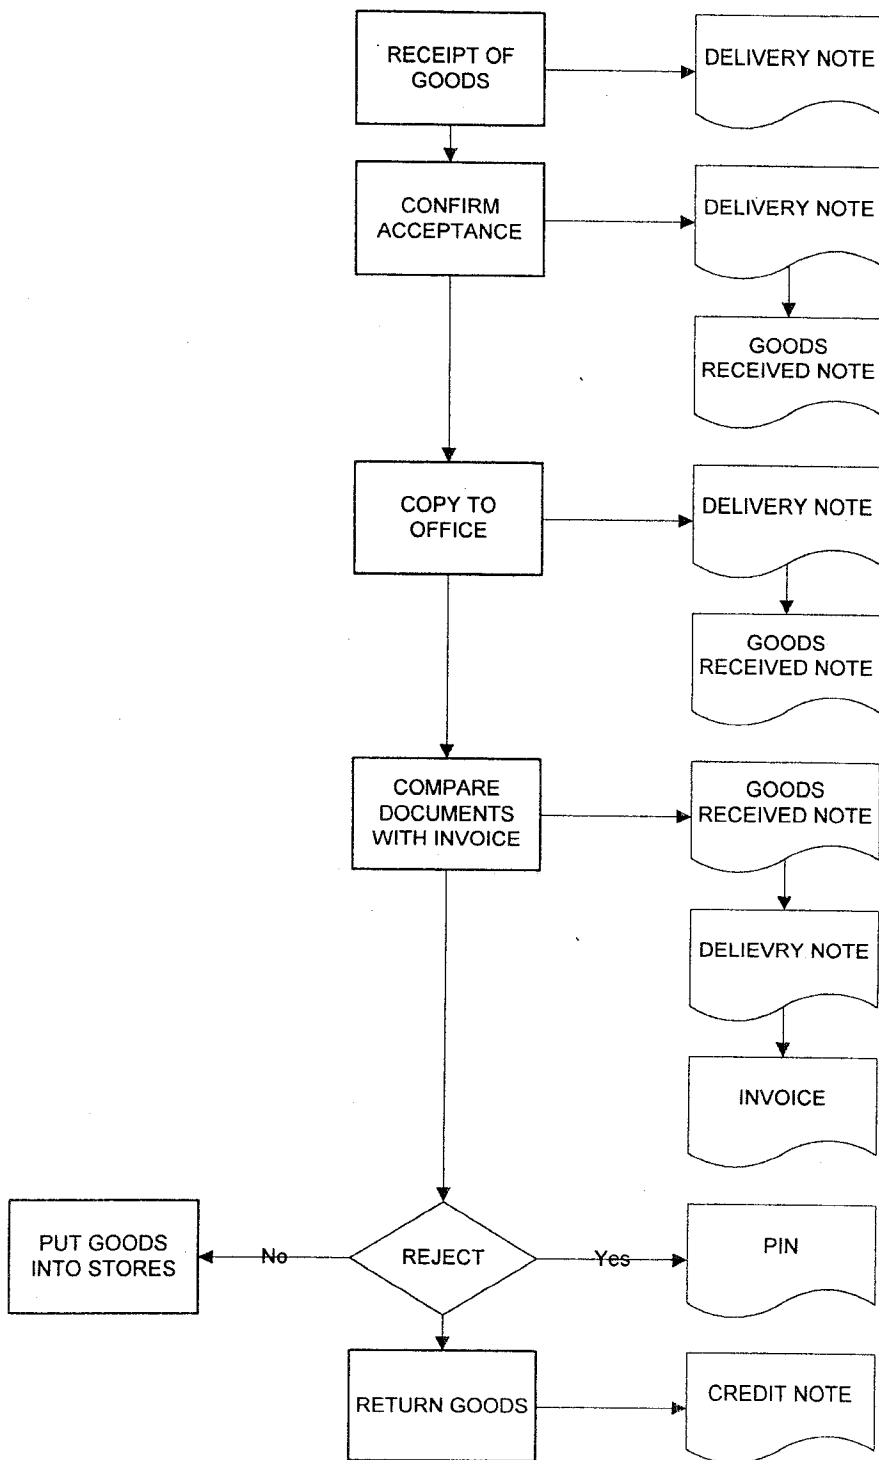 RECEIPT OF
GOODS
DELIVERY NOTE
CONFIRM
ACCEPTANCE
DELIVERY NOTE
GOODS
RECEIVED NOTE
COPY TO
OFFICE
DELIVERY NOTE
GOODS
RECEIVED NOTE
COMPARE
DOCUMENTS
WITH INVOICE
GOODS
RECEIVED NOTE
DELIEVRY NOTE
INVOICE
PUT GOODS
INTO STORES
No
REJECT
Yes
PIN
RETURN GOODS
CREDIT NOTE